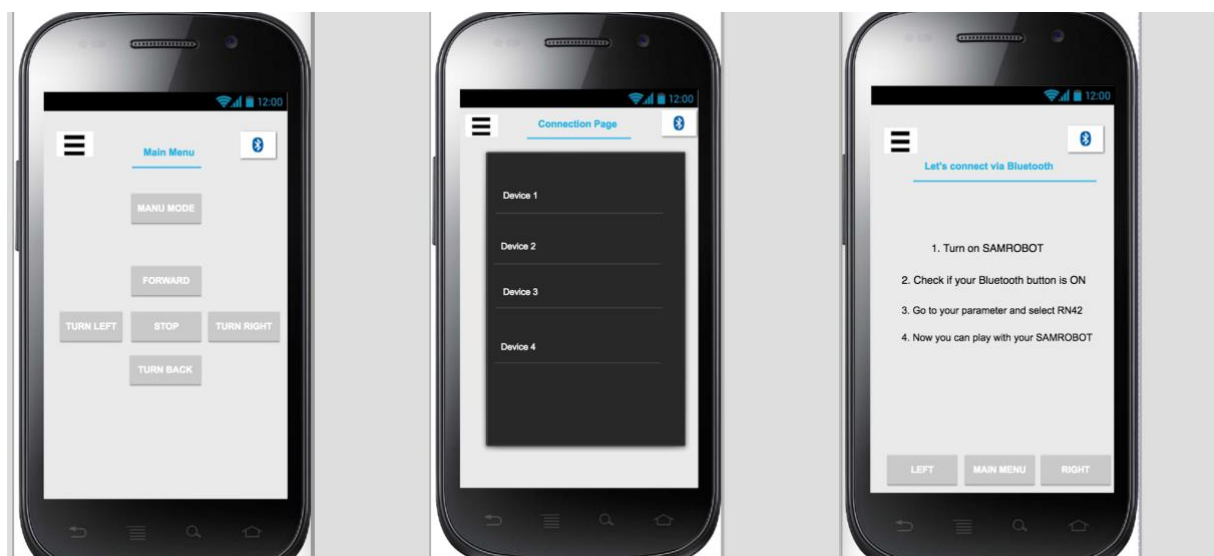 12:00
Main Menu
MANU MODE
FORWARD
TURN LEFT STOP TURN RIGHT
TURN BACK
12:00
Connection Page
Device 1
Device 2
Device 3
Device 4
12:00
Let's connect via Bluetooth
1. Turn on SAMROBOT
2. Check if your Bluetooth button is ON
3. Go to your parameter and select RN42
4. Now you can play with your SAMROBOT
LEFT MAIN MENU RIGHT